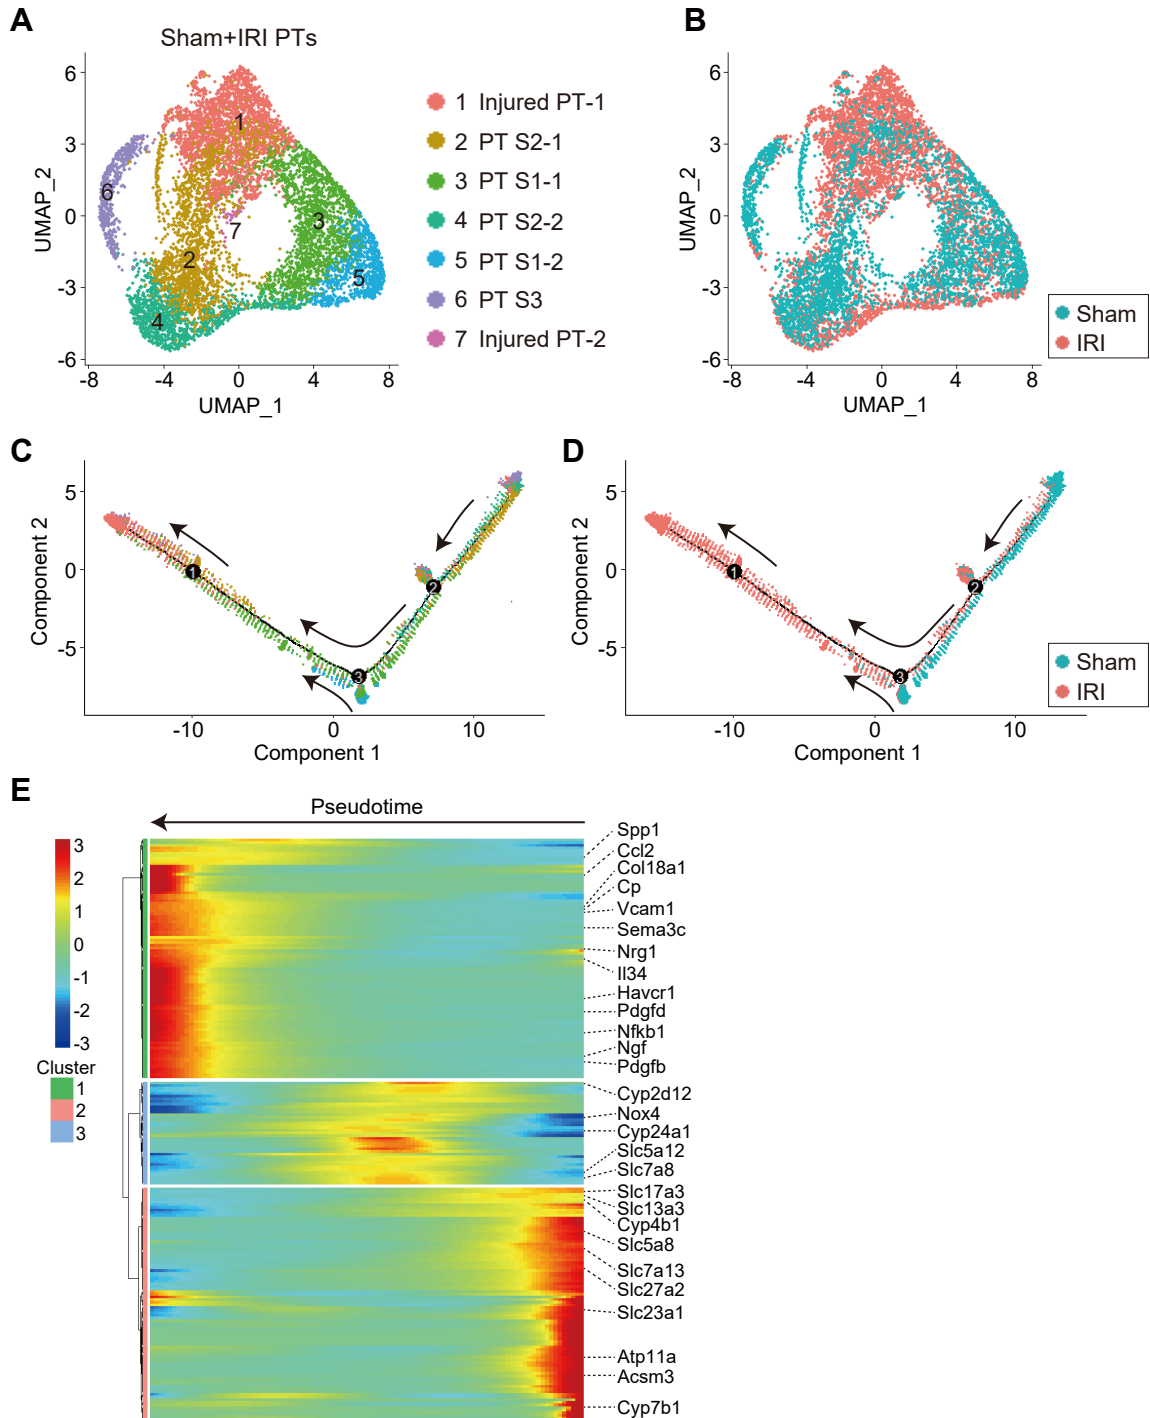 A
Sham+IRI PTs
6
3
0
-3
-6
UMAP_2
-8
-4
0
4
8
UMAP_1
1
2
3
4
5
6
7
1 Injured PT-1
2 PT S2-1
3 PT S1-1
4 PT S2-2
5 PT S1-2
6 PT S3
7 Injured PT-2
B
6
3
0
-3
-6
UMAP_2
-8
-4
0
4
8
UMAP_1
Sham
IRI
C
5
0
-5
Component 2
-10
0
10
Component 1
1
2
3
D
5
0
-5
Component 2
-10
0
10
Component 1
1
2
3
Sham
IRI
E
Pseudotime
3
2
1
0
-1
-2
-3
Cluster
1
2
3
Spp1
Ccl2
Col18a1
Cp
Vcam1
Sema3c
Nrg1
Il34
Havcr1
Pdgfd
Nfkb1
Ngf
Pdgfb
Cyp2d12
Nox4
Cyp24a1
Slc5a12
Slc7a8
Slc17a3
Slc13a3
Cyp4b1
Slc5a8
Slc7a13
Slc27a2
Slc23a1
Atp11a
Acsm3
Cyp7b1